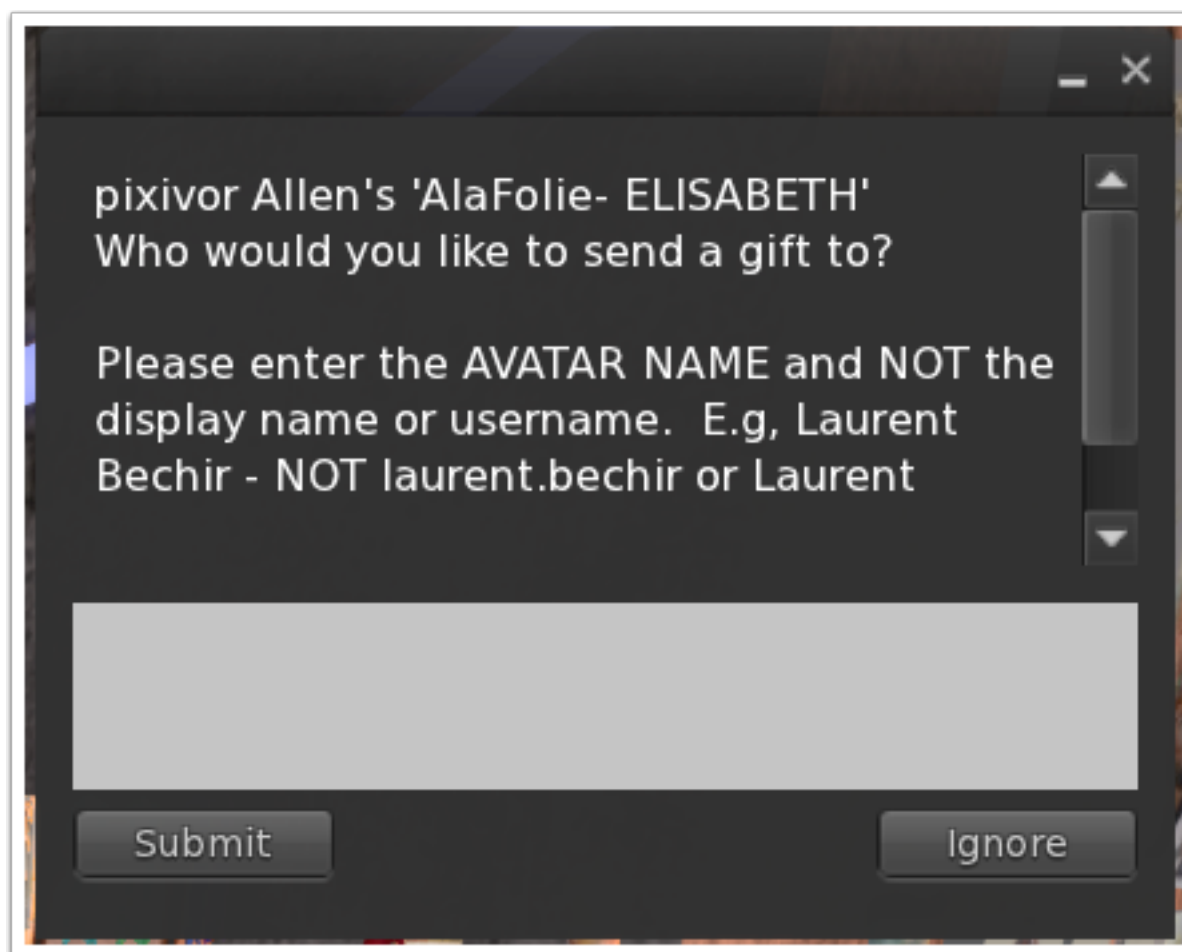 pixivor Allen's 'AlaFolie- ELISABETH'
Who would you like to send a gift to?
Please enter the AVATAR NAME and NOT the
display name or username.  E.g, Laurent
Bechir - NOT laurent.bechir or Laurent
Submit
Ignore